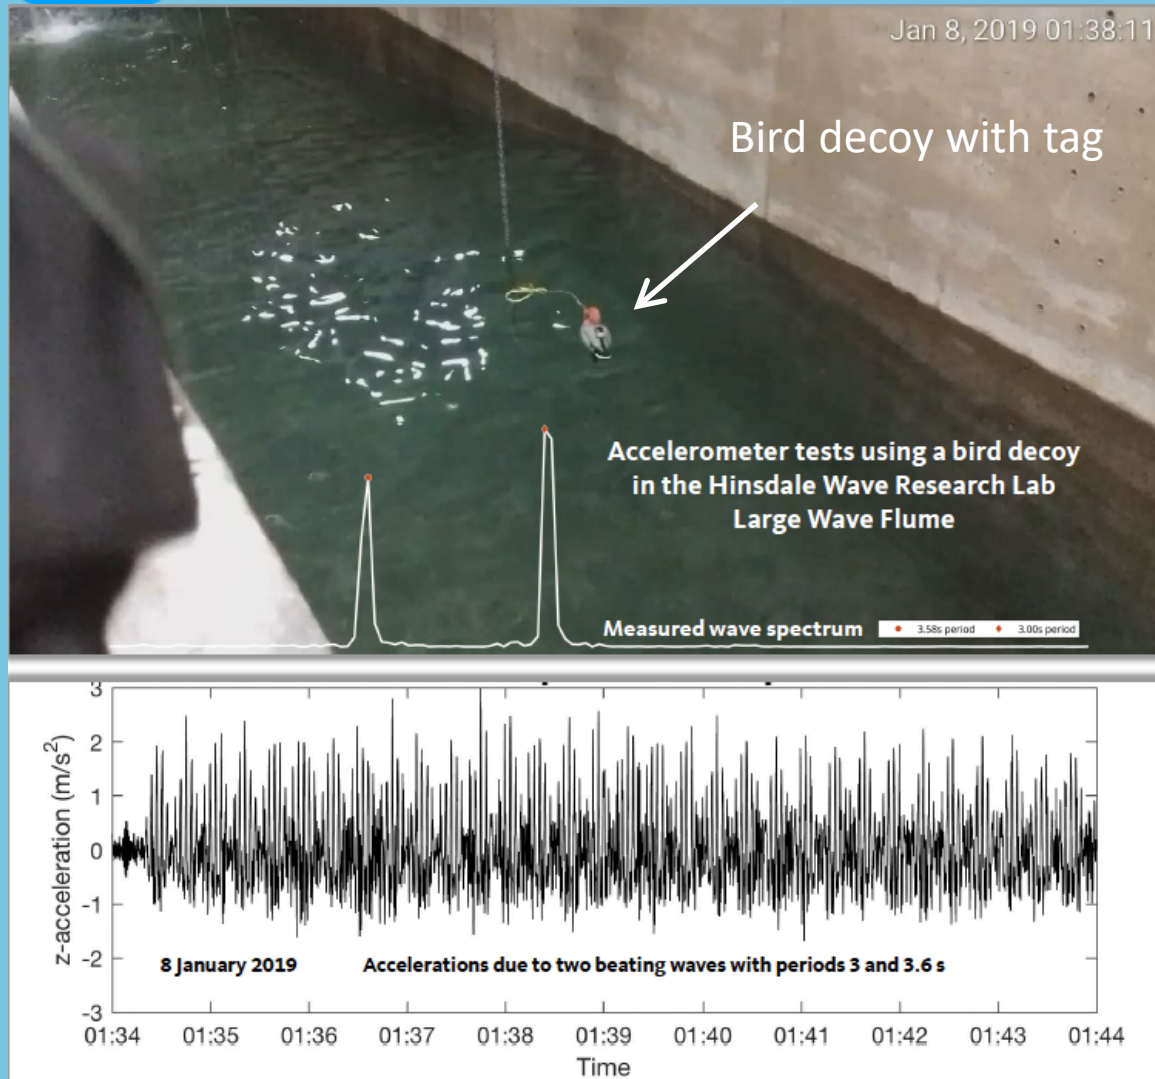 Jan 8, 2019 01:38:11
Bird decoy with tag
Accelerometer tests using a bird decoy
in the Hinsdale Wave Research Lab
Large Wave Flume
Measured wave spectrum
3.58s period 3.00s period
3
2
1
0
-1
-2
-3
z-acceleration (m/s²)
8 January 2019 Accelerations due to two beating waves with periods 3 and 3.6 s
01:34 01:35 01:36 01:37 01:38 01:39 01:40 01:41 01:42 01:43 01:44
Time